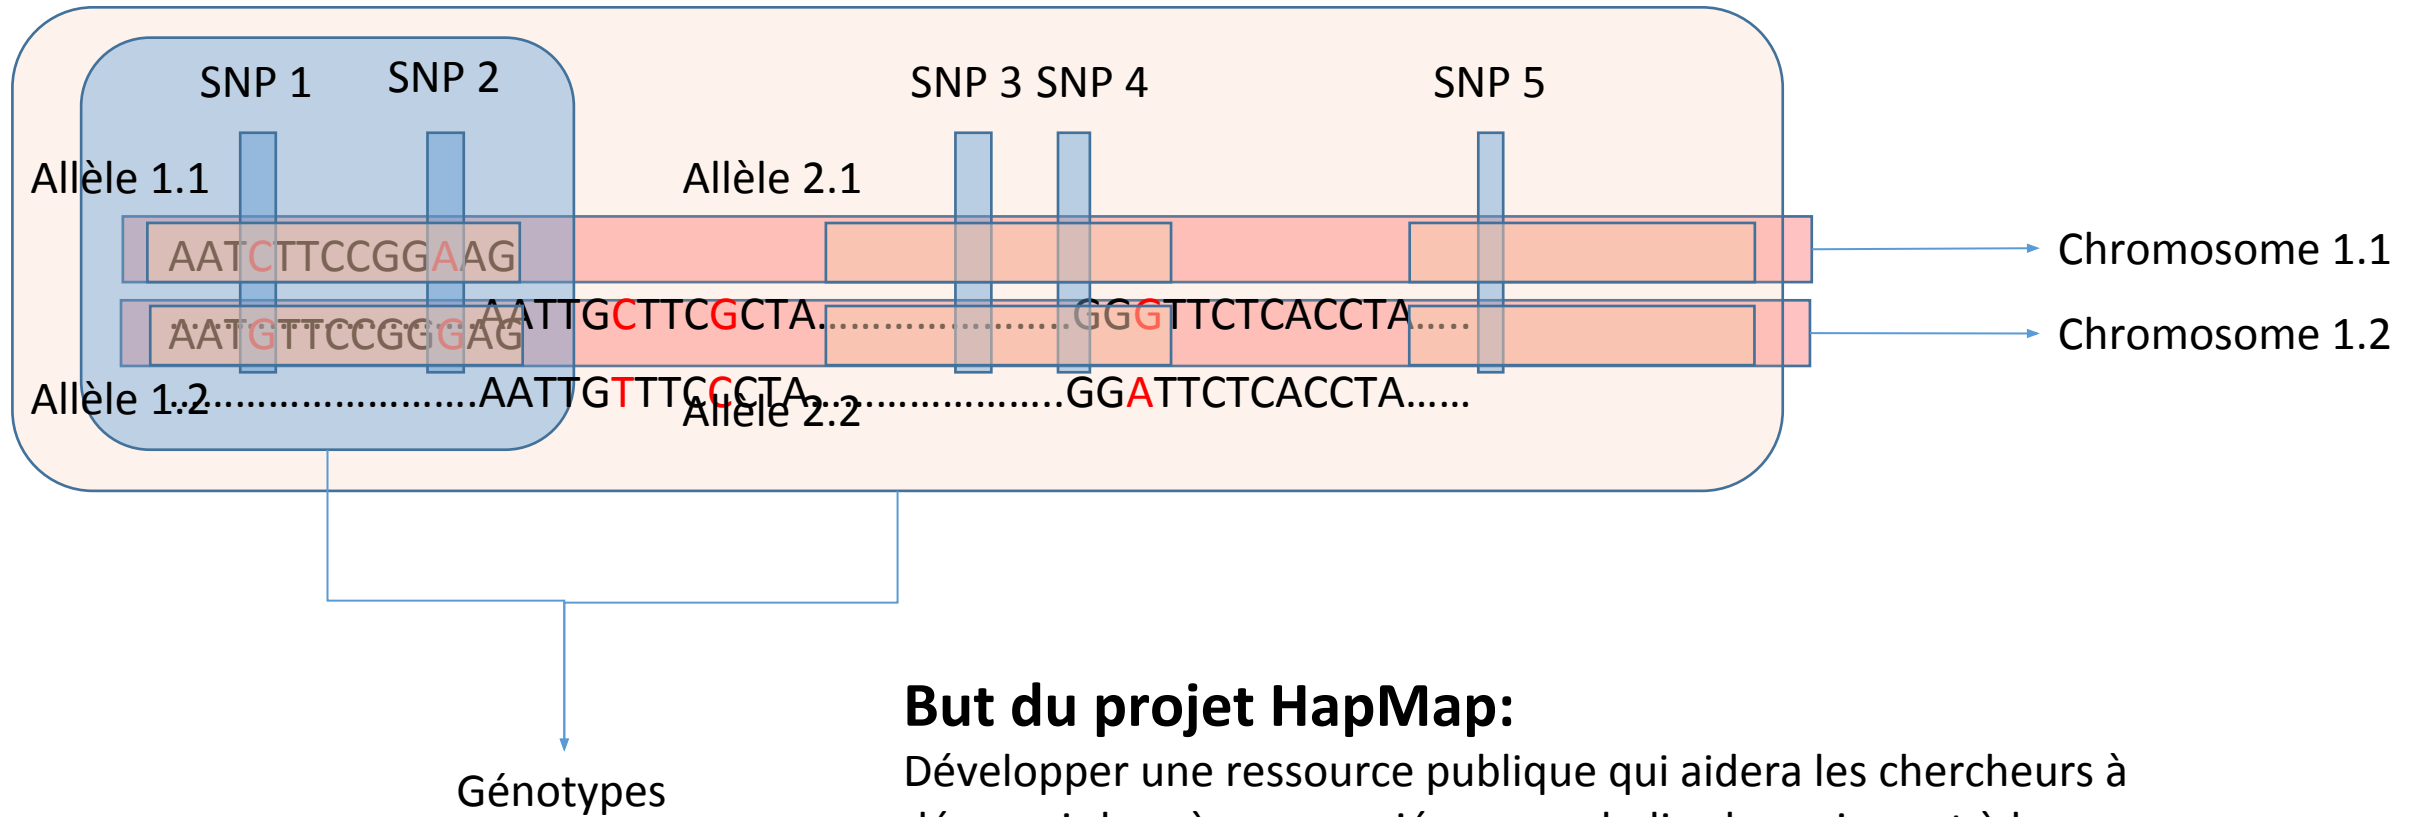 SNP 1
SNP 2
SNP 3 SNP 4
SNP 5
Allèle 1.1
Allèle 2.1
AATCTTCCGGAAG
Chromosome 1.1
............................AATTGCTTCGCTA.......................GGGTTCTCACCTA......
AATGTTCCGGGAG
Chromosome 1.2
............................AATTGTTTCCCTA.......................GGATTCTCACCTA......
Allèle 1.2
Allèle 2.2
But du projet HapMap:
Développer une ressource publique qui aidera les chercheurs à
Génotypes